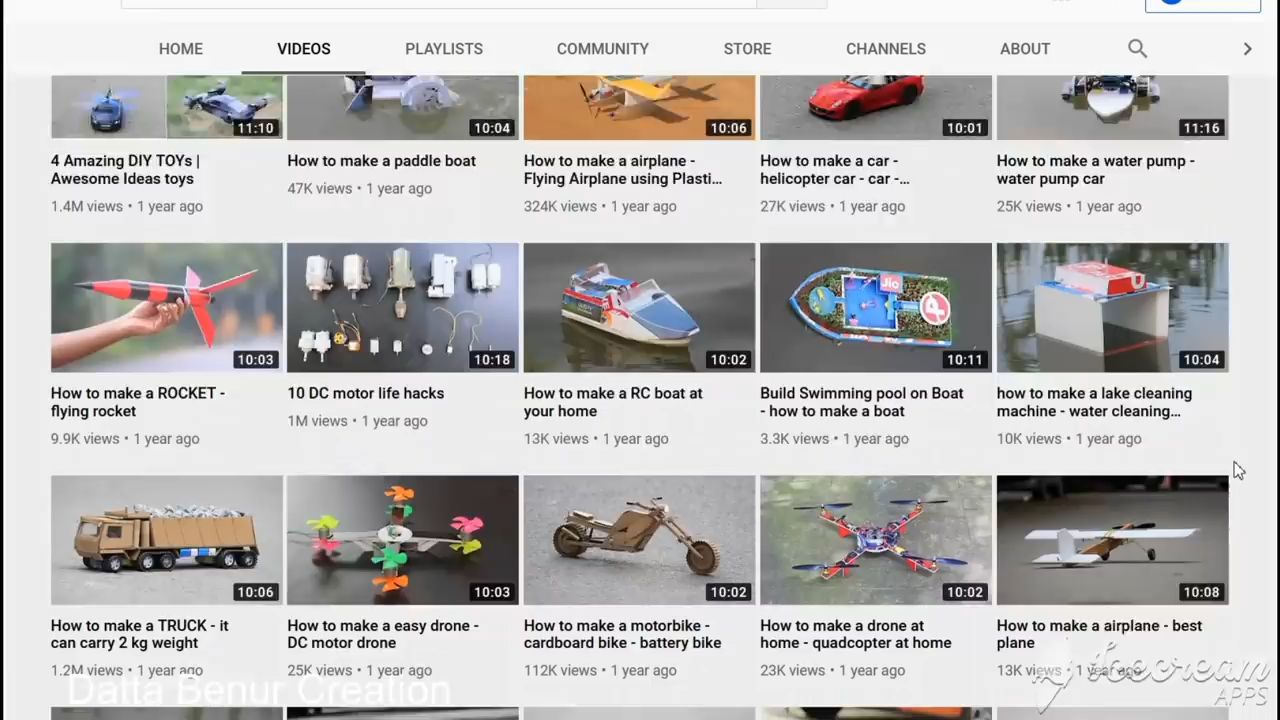 HOME VIDEOS PLAYLISTS COMMUNITY STORE CHANNELS ABOUT
11:10 10:04 10:06 10:01 11:16
4 Amazing DIY TOYs |
Awesome Ideas toys
1.4M views • 1 year ago
How to make a paddle boat
47K views • 1 year ago
How to make a airplane -
Flying Airplane using Plasti...
324K views • 1 year ago
How to make a car -
helicopter car - car -...
27K views • 1 year ago
How to make a water pump -
water pump car
25K views • 1 year ago
Jio
10:03 10:18 10:02 10:11 10:04
How to make a ROCKET -
flying rocket
9.9K views • 1 year ago
10 DC motor life hacks
1M views • 1 year ago
How to make a RC boat at
your home
13K views • 1 year ago
Build Swimming pool on Boat
- how to make a boat
3.3K views • 1 year ago
how to make a lake cleaning
machine - water cleaning...
10K views • 1 year ago
10:06 10:03 10:02 10:02 10:08
How to make a TRUCK - it
can carry 2 kg weight
1.2M views • 1 year ago
How to make a easy drone -
DC motor drone
25K views • 1 year ago
How to make a motorbike -
cardboard bike - battery bike
112K views • 1 year ago
How to make a drone at
home - quadcopter at home
23K views • 1 year ago
How to make a airplane - best
plane
13K views • 1 year ago
Datta Benur Creation
Icecream
APPS